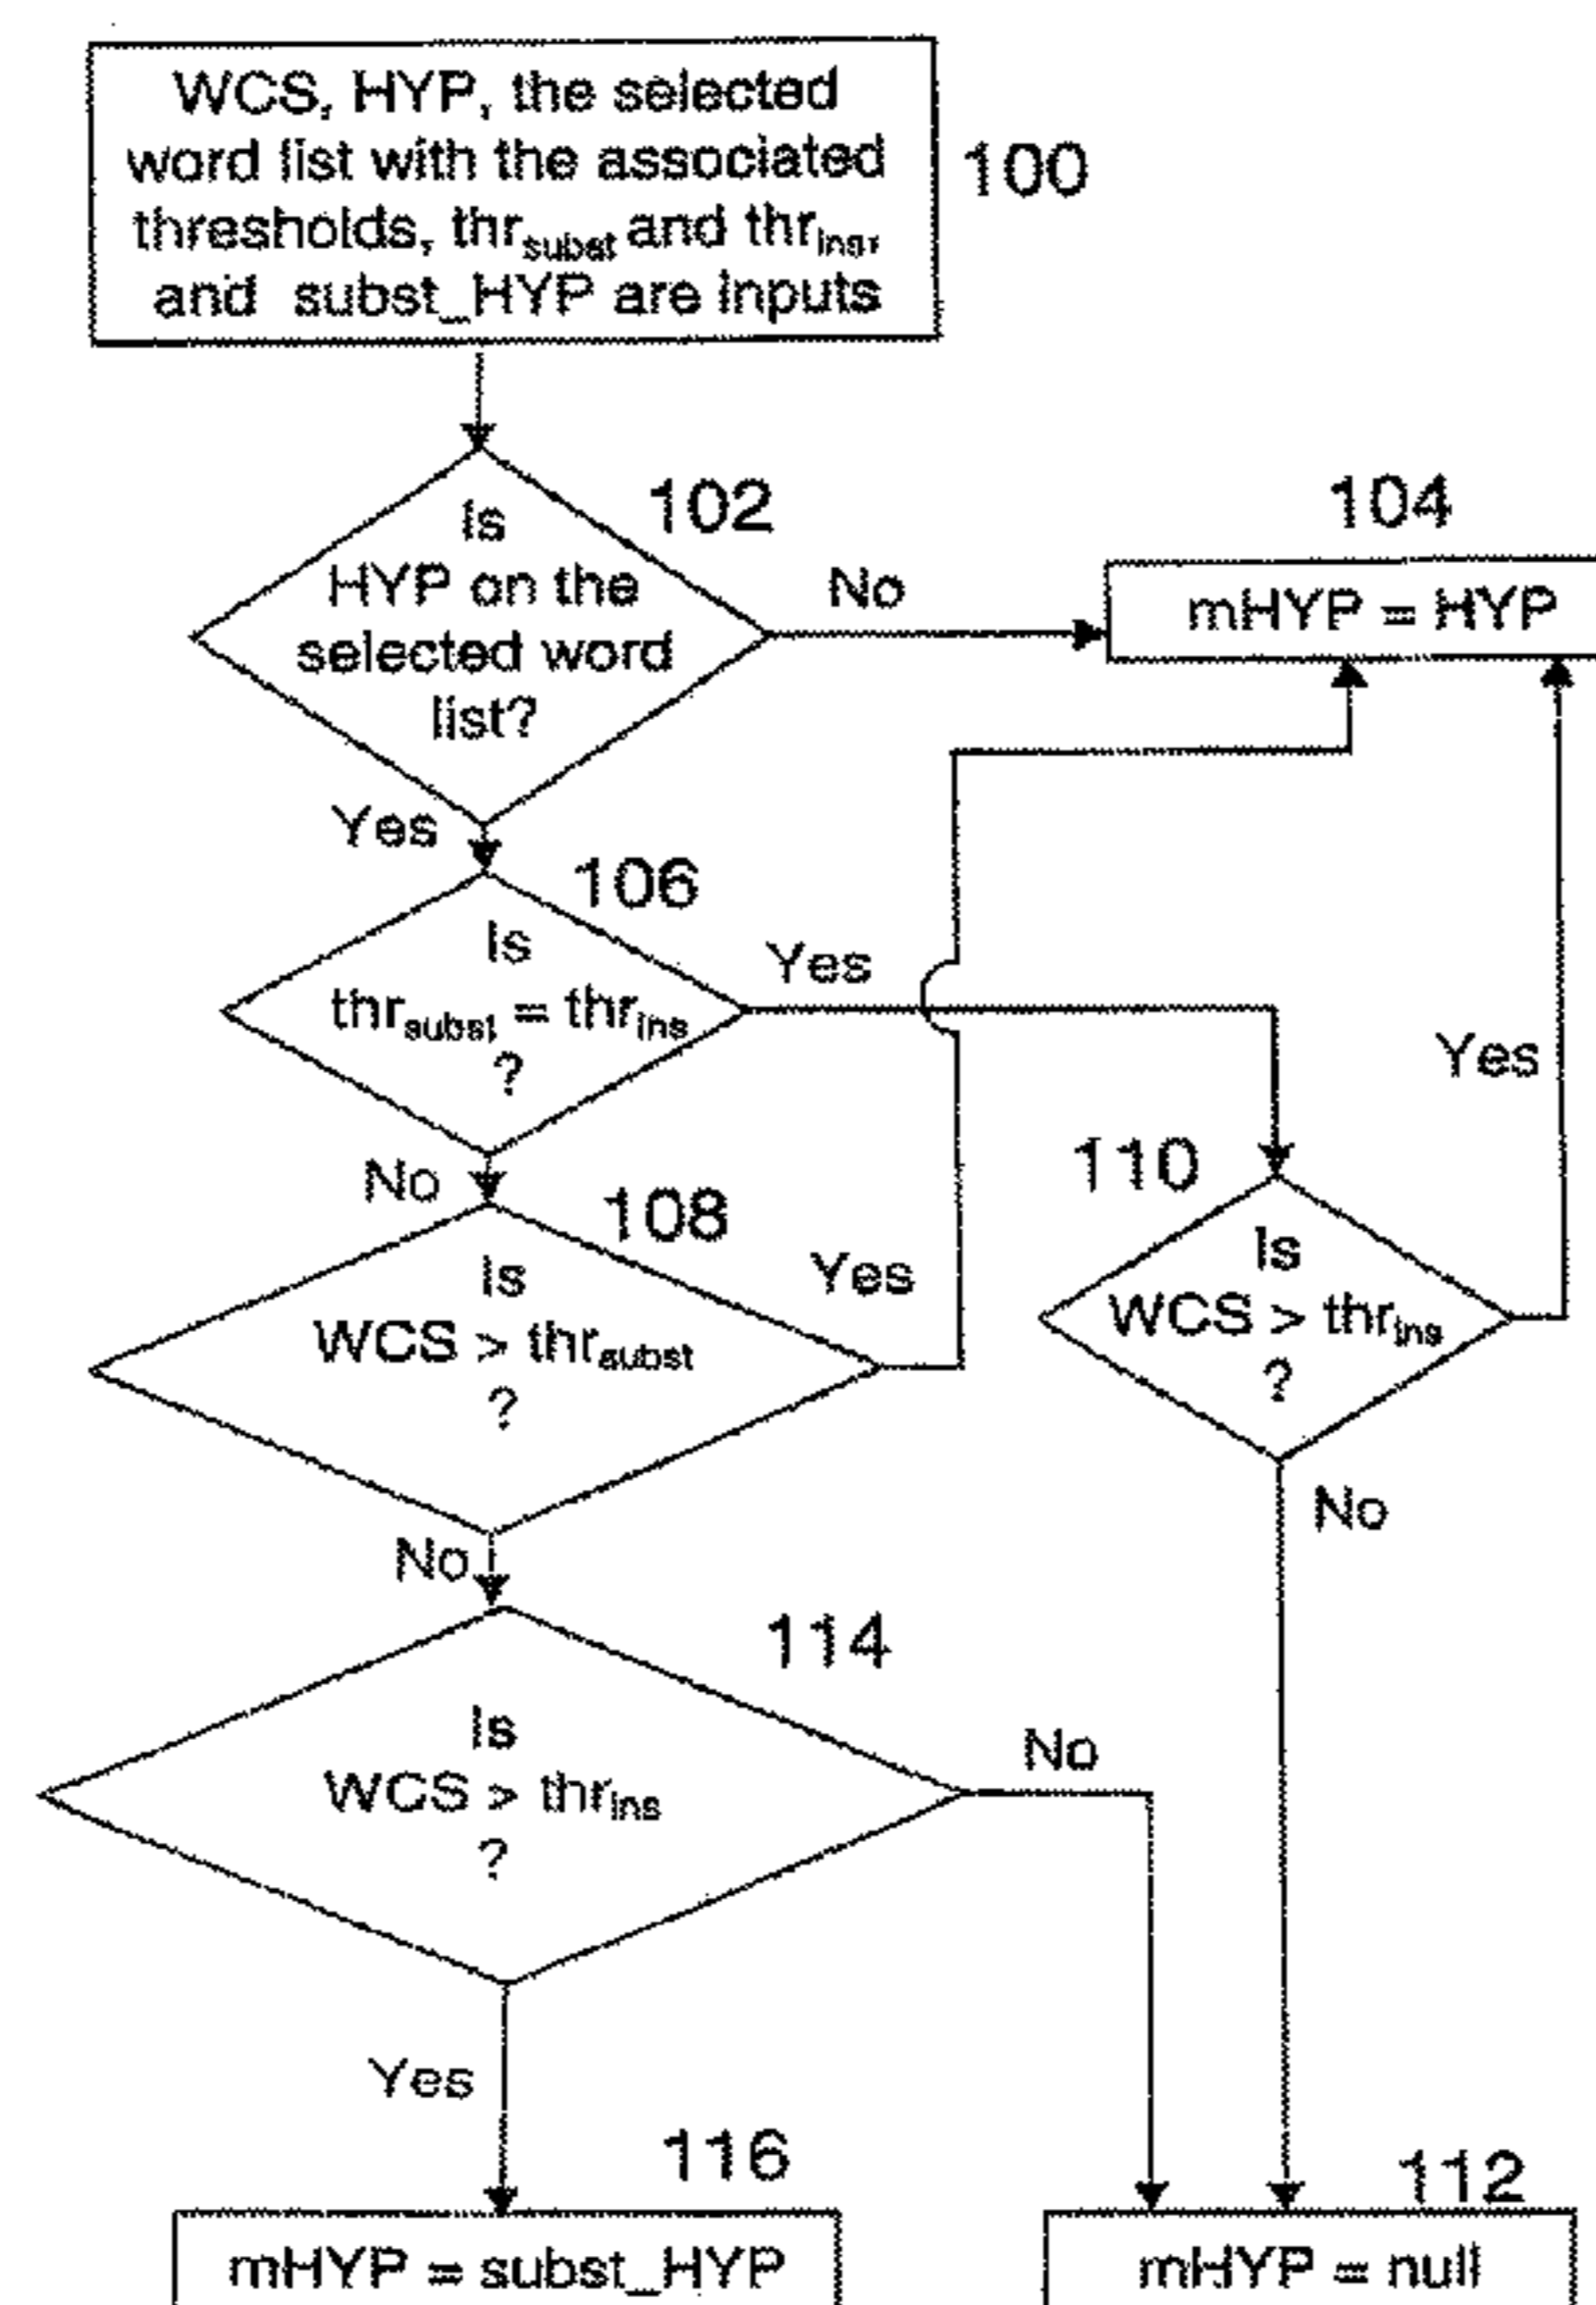 WCS, HYP, the selected
word list with the associated
thresholds, thrsubst and thrins,
and subst_HYP are inputs
100
Is
HYP on the
selected word
list?
102
No
104
mHYP = HYP
Yes
106
Is
thrsubst = thrins
?
Yes
Yes
No
108
Is
WCS > thrsubst
?
Yes
110
Is
WCS > thrins
?
No
No
114
Is
WCS > thrins
?
No
Yes
116
mHYP = subst_HYP
112
mHYP = null